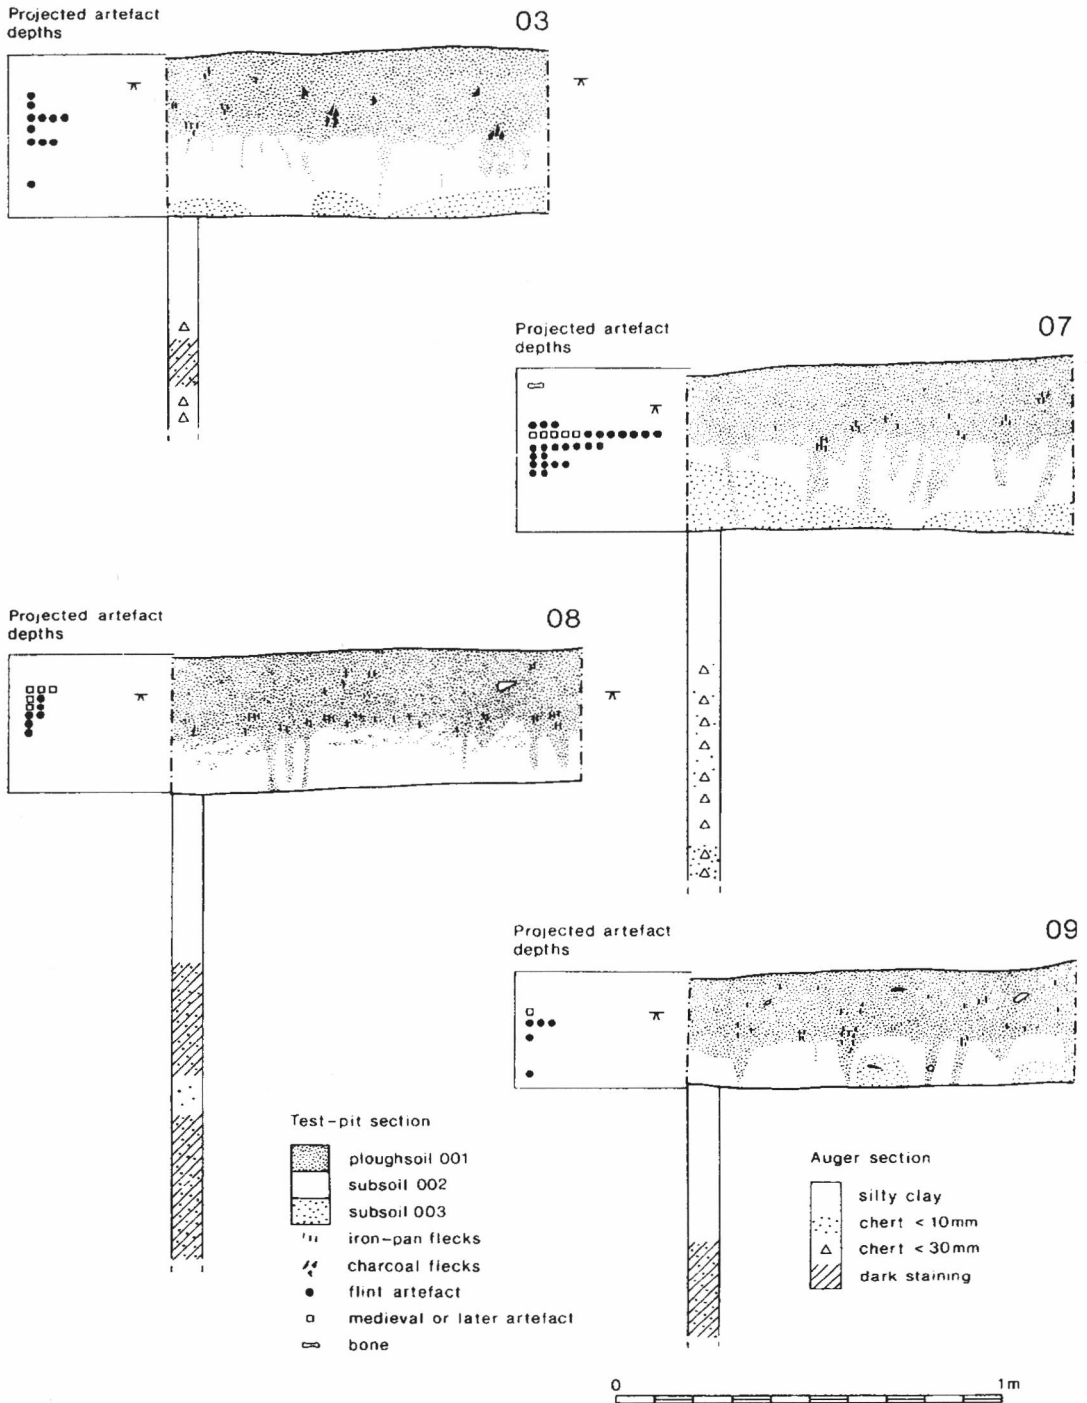 Projected artefact
depths
03
Projected artefact
depths
07
Projected artefact
depths
08
Projected artefact
depths
09
Test-pit section
ploughsoil 001
subsoil 002
subsoil 003
iron-pan flecks
charcoal flecks
flint artefact
medieval or later artefact
bone
Auger section
silty clay
chert < 10mm
chert < 30mm
dark staining
0
1m